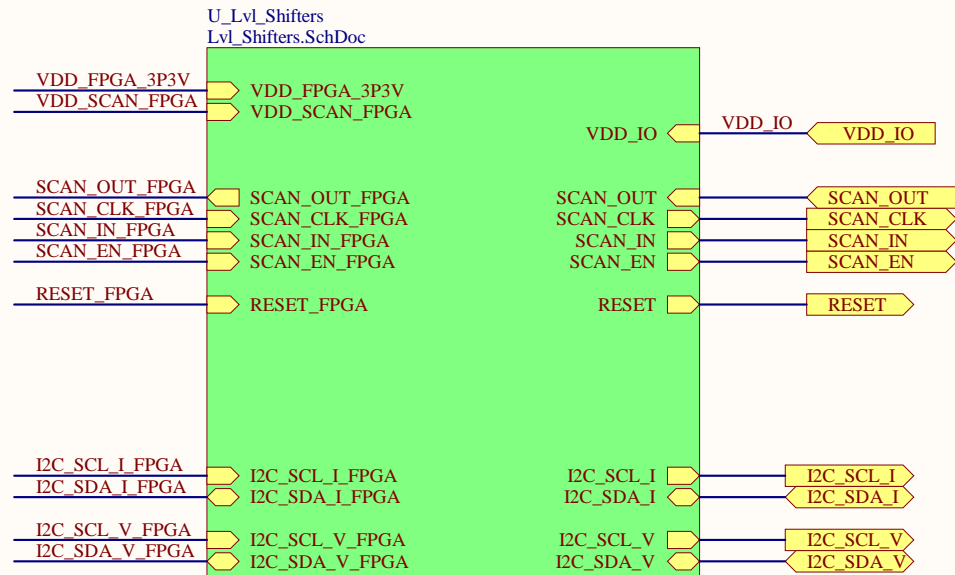 U_Lvl_Shifters
Lvl_Shifters.SchDoc
VDD_FPGA_3P3V VDD_FPGA_3P3V
VDD_SCAN_FPGA VDD_SCAN_FPGA
VDD_IO VDD_IO VDD_IO
SCAN_OUT_FPGA SCAN_OUT_FPGA SCAN_OUT SCAN_OUT
SCAN_CLK_FPGA SCAN_CLK_FPGA SCAN_CLK SCAN_CLK
SCAN_IN_FPGA SCAN_IN_FPGA SCAN_IN SCAN_IN
SCAN_EN_FPGA SCAN_EN_FPGA SCAN_EN SCAN_EN
RESET_FPGA RESET_FPGA RESET RESET
I2C_SCL_I_FPGA I2C_SCL_I_FPGA I2C_SCL_I I2C_SCL_I
I2C_SDA_I_FPGA I2C_SDA_I_FPGA I2C_SDA_I I2C_SDA_I
I2C_SCL_V_FPGA I2C_SCL_V_FPGA I2C_SCL_V I2C_SCL_V
I2C_SDA_V_FPGA I2C_SDA_V_FPGA I2C_SDA_V I2C_SDA_V